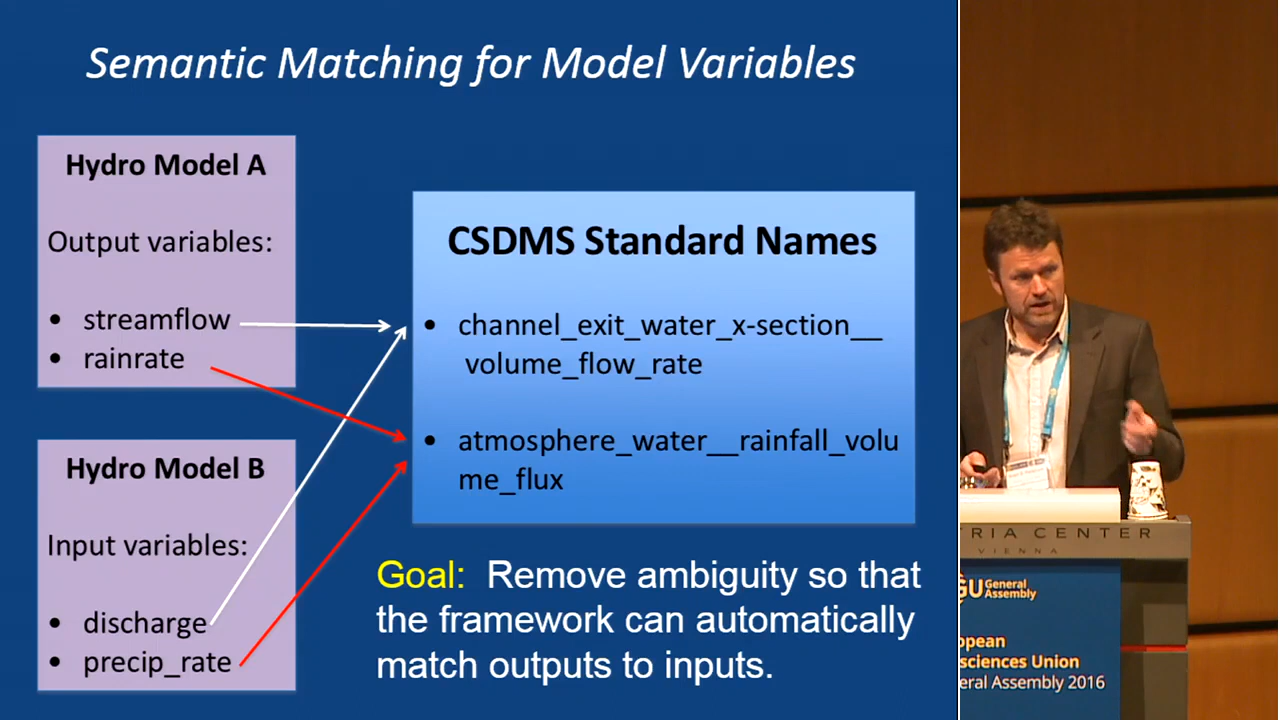 Semantic Matching for Model Variables
Hydro Model A
Output variables:
• streamflow
• rainrate
Hydro Model B
Input variables:
• discharge
• precip_rate
CSDMS Standard Names
• channel_exit_water_x-section__
volume_flow_rate
• atmosphere_water__rainfall_volu
me_flux
Goal: Remove ambiguity so that
the framework can automatically
match outputs to inputs.
TRIA CENTER
VIENNA
GU General
Assembly
opean
sciences Union
eral Assembly 2016